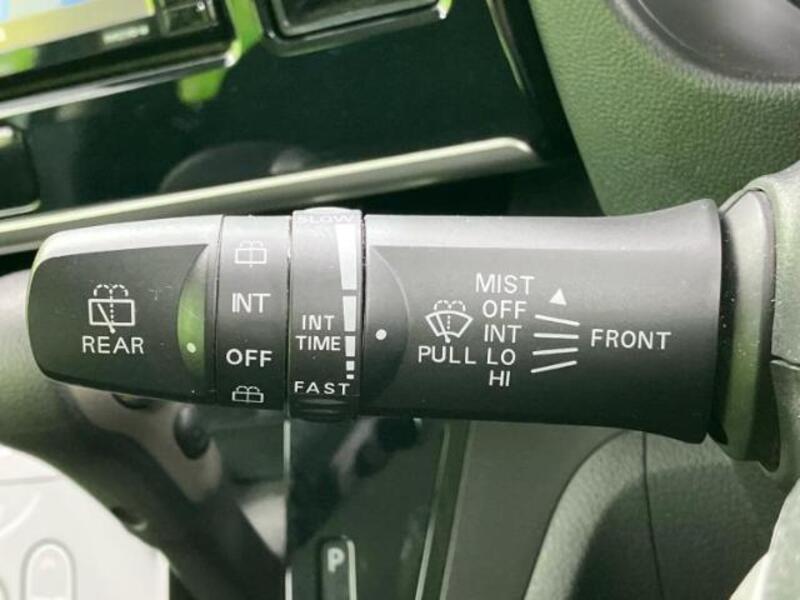 REAR
INT
OFF
SLOW
INT
TIME
FAST
PULL
MIST
OFF
INT
LO
HI
FRONT
P